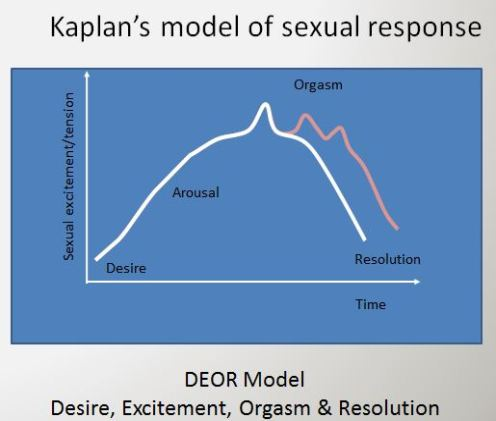 Kaplan's model of sexual response
Orgasm
Sexual excitement/tension
Arousal
Desire
Resolution
Time
DEOR Model
Desire, Excitement, Orgasm & Resolution